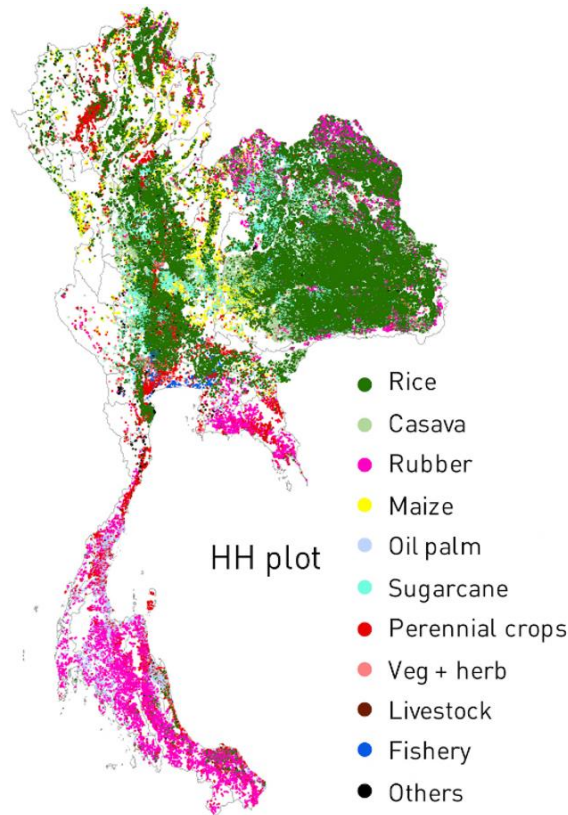 Rice
Casava
Rubber
Maize
Oil palm
HH plot
Sugarcane
Perennial crops
Veg + herb
Livestock
Fishery
Others